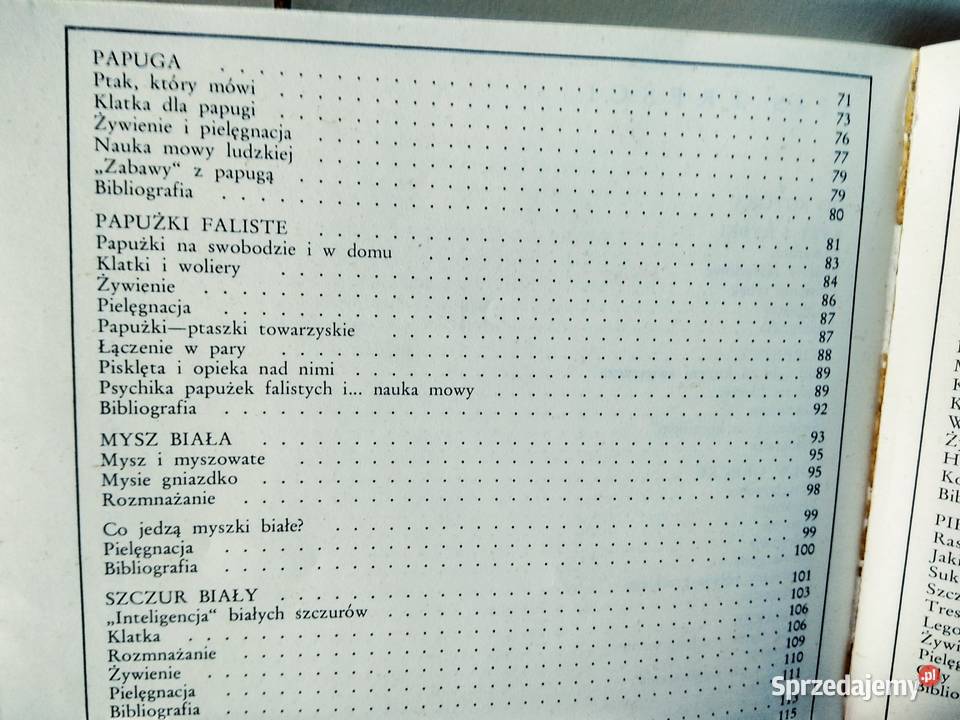 PAPUGA . . . 71
Ptak, który mówi . . . 73
Klatka dla papugi . . . 76
Żywienie i pielęgnacja . . . 77
Nauka mowy ludzkiej . . . 79
„Zabawy“ z papugą . . . 79
Bibliografia . . . 80
PAPUŻKI FALISTE . . . 81
Papużki na swobodzie i w domu . . . 83
Klatki i woliery . . . 84
Żywienie . . . 86
Pielęgnacja . . . 87
Papużki—ptaszki towarzyskie . . . 87
Łączenie w pary . . . 88
Pisklęta i opieka nad nimi . . . 89
Psychika papużek falistych i... nauka mowy . . . 89
Bibliografia . . . 92
MYSZ BIAŁA . . . 93
Mysz i myszowate . . . 95
Mysie gniazdko . . . 95
Rozmnażanie . . . 98
Co jedzą myszki białe? . . . 99
Pielęgnacja . . . 99
Bibliografia . . . 100
SZCZUR BIAŁY . . . 101
„Inteligencja“ białych szczurów . . . 103
Klatka . . . 106
Rozmnażanie . . . 106
Żywienie . . . 109
Pielęgnacja . . . 110
Bibliografia . . . 111
115
Sprzedajemy.pl